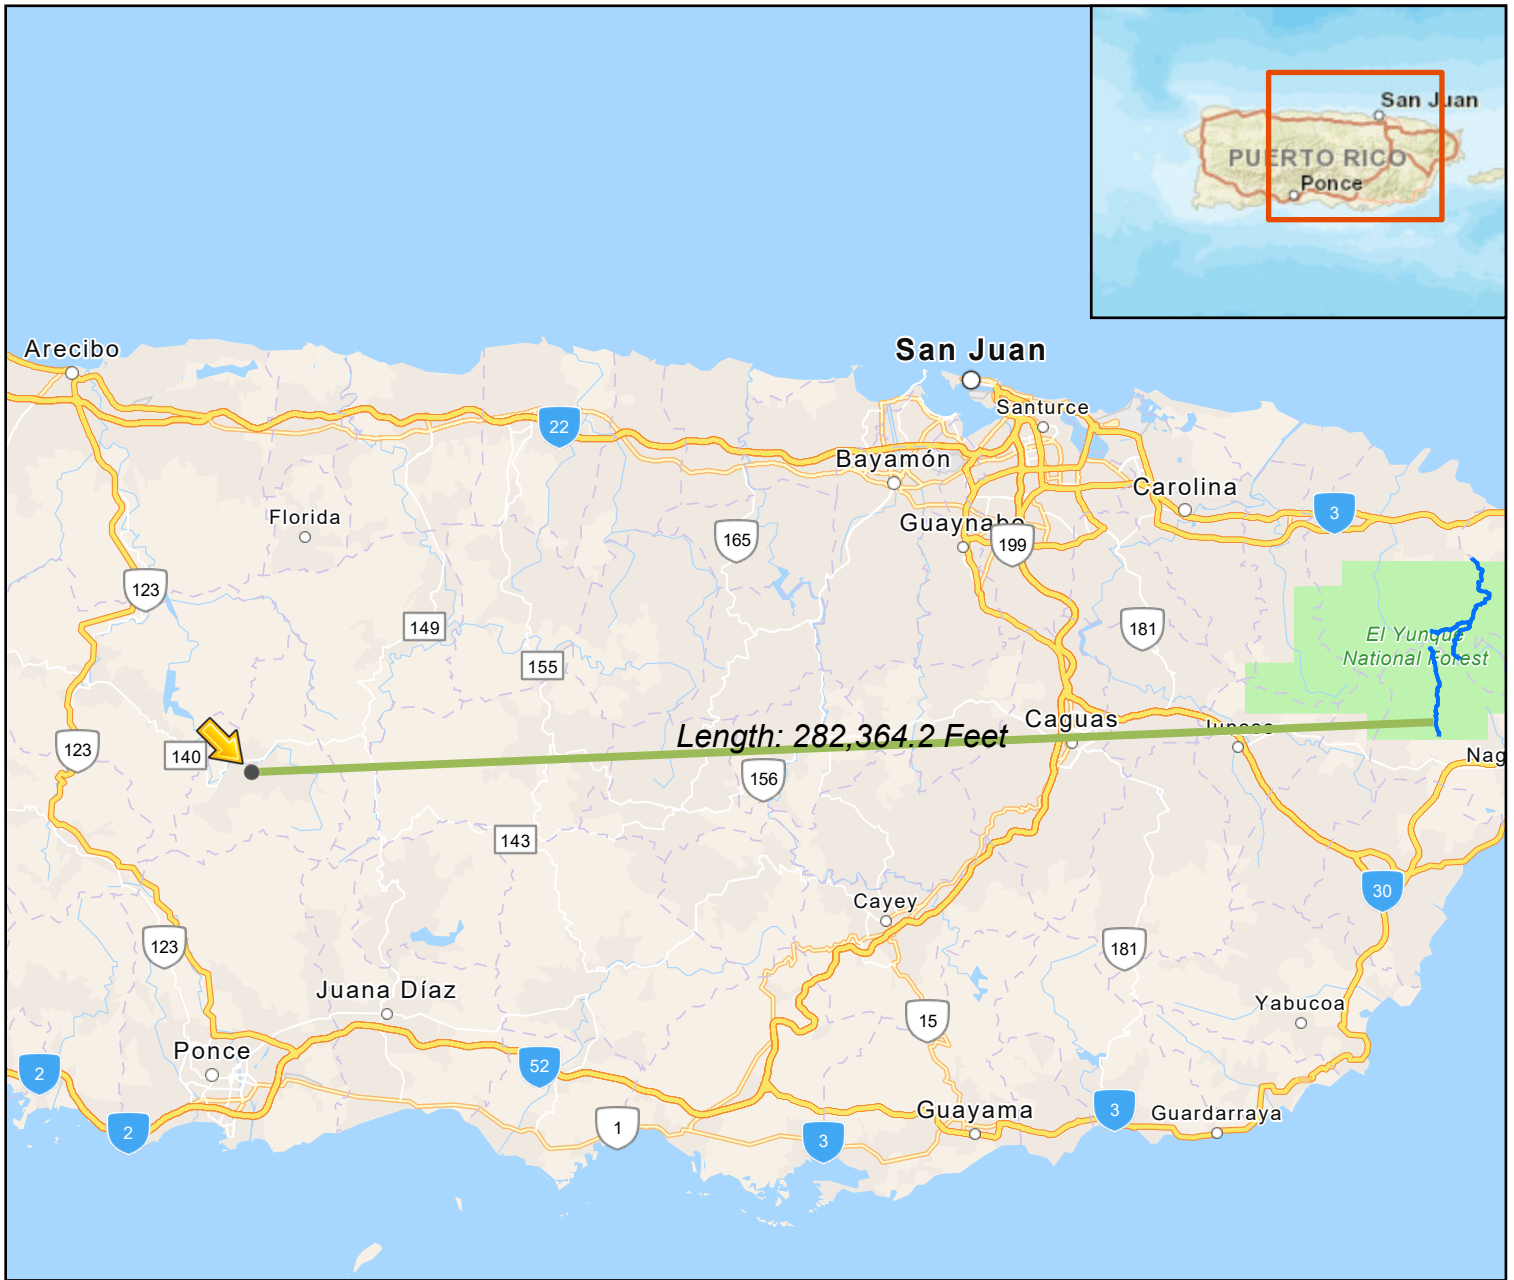 San Juan
PUERTO RICO
Ponce
Arecibo
San Juan
Santurce
22
Bayamón
Carolina
3
Florida
Guaynabo
165
199
123
149
181
155
El Yunque
National Forest
Length: 282,364.2 Feet
Caguas
Juncos
123
140
Nag
156
143
30
Cayey
123
181
Juana Díaz
15
Yabucoa
Ponce
2
52
Guayama
3
Guardarraya
2
1
3